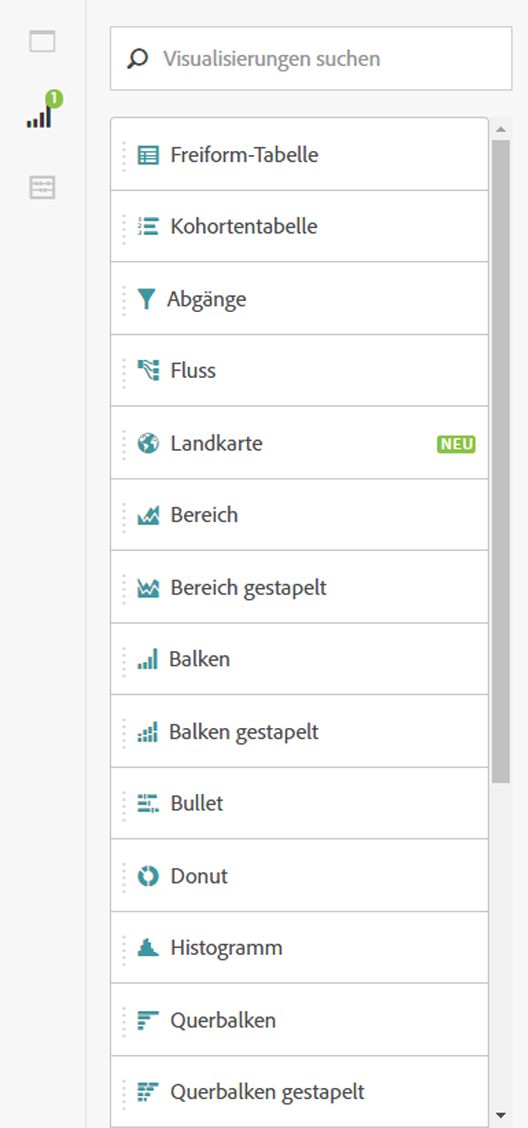 1
Visualisierungen suchen
Freiform-Tabelle
Kohortentabelle
Abgänge
Fluss
Landkarte NEU
Bereich
Bereich gestapelt
Balken
Balken gestapelt
Bullet
Donut
Histogramm
Querbalken
Querbalken gestapelt